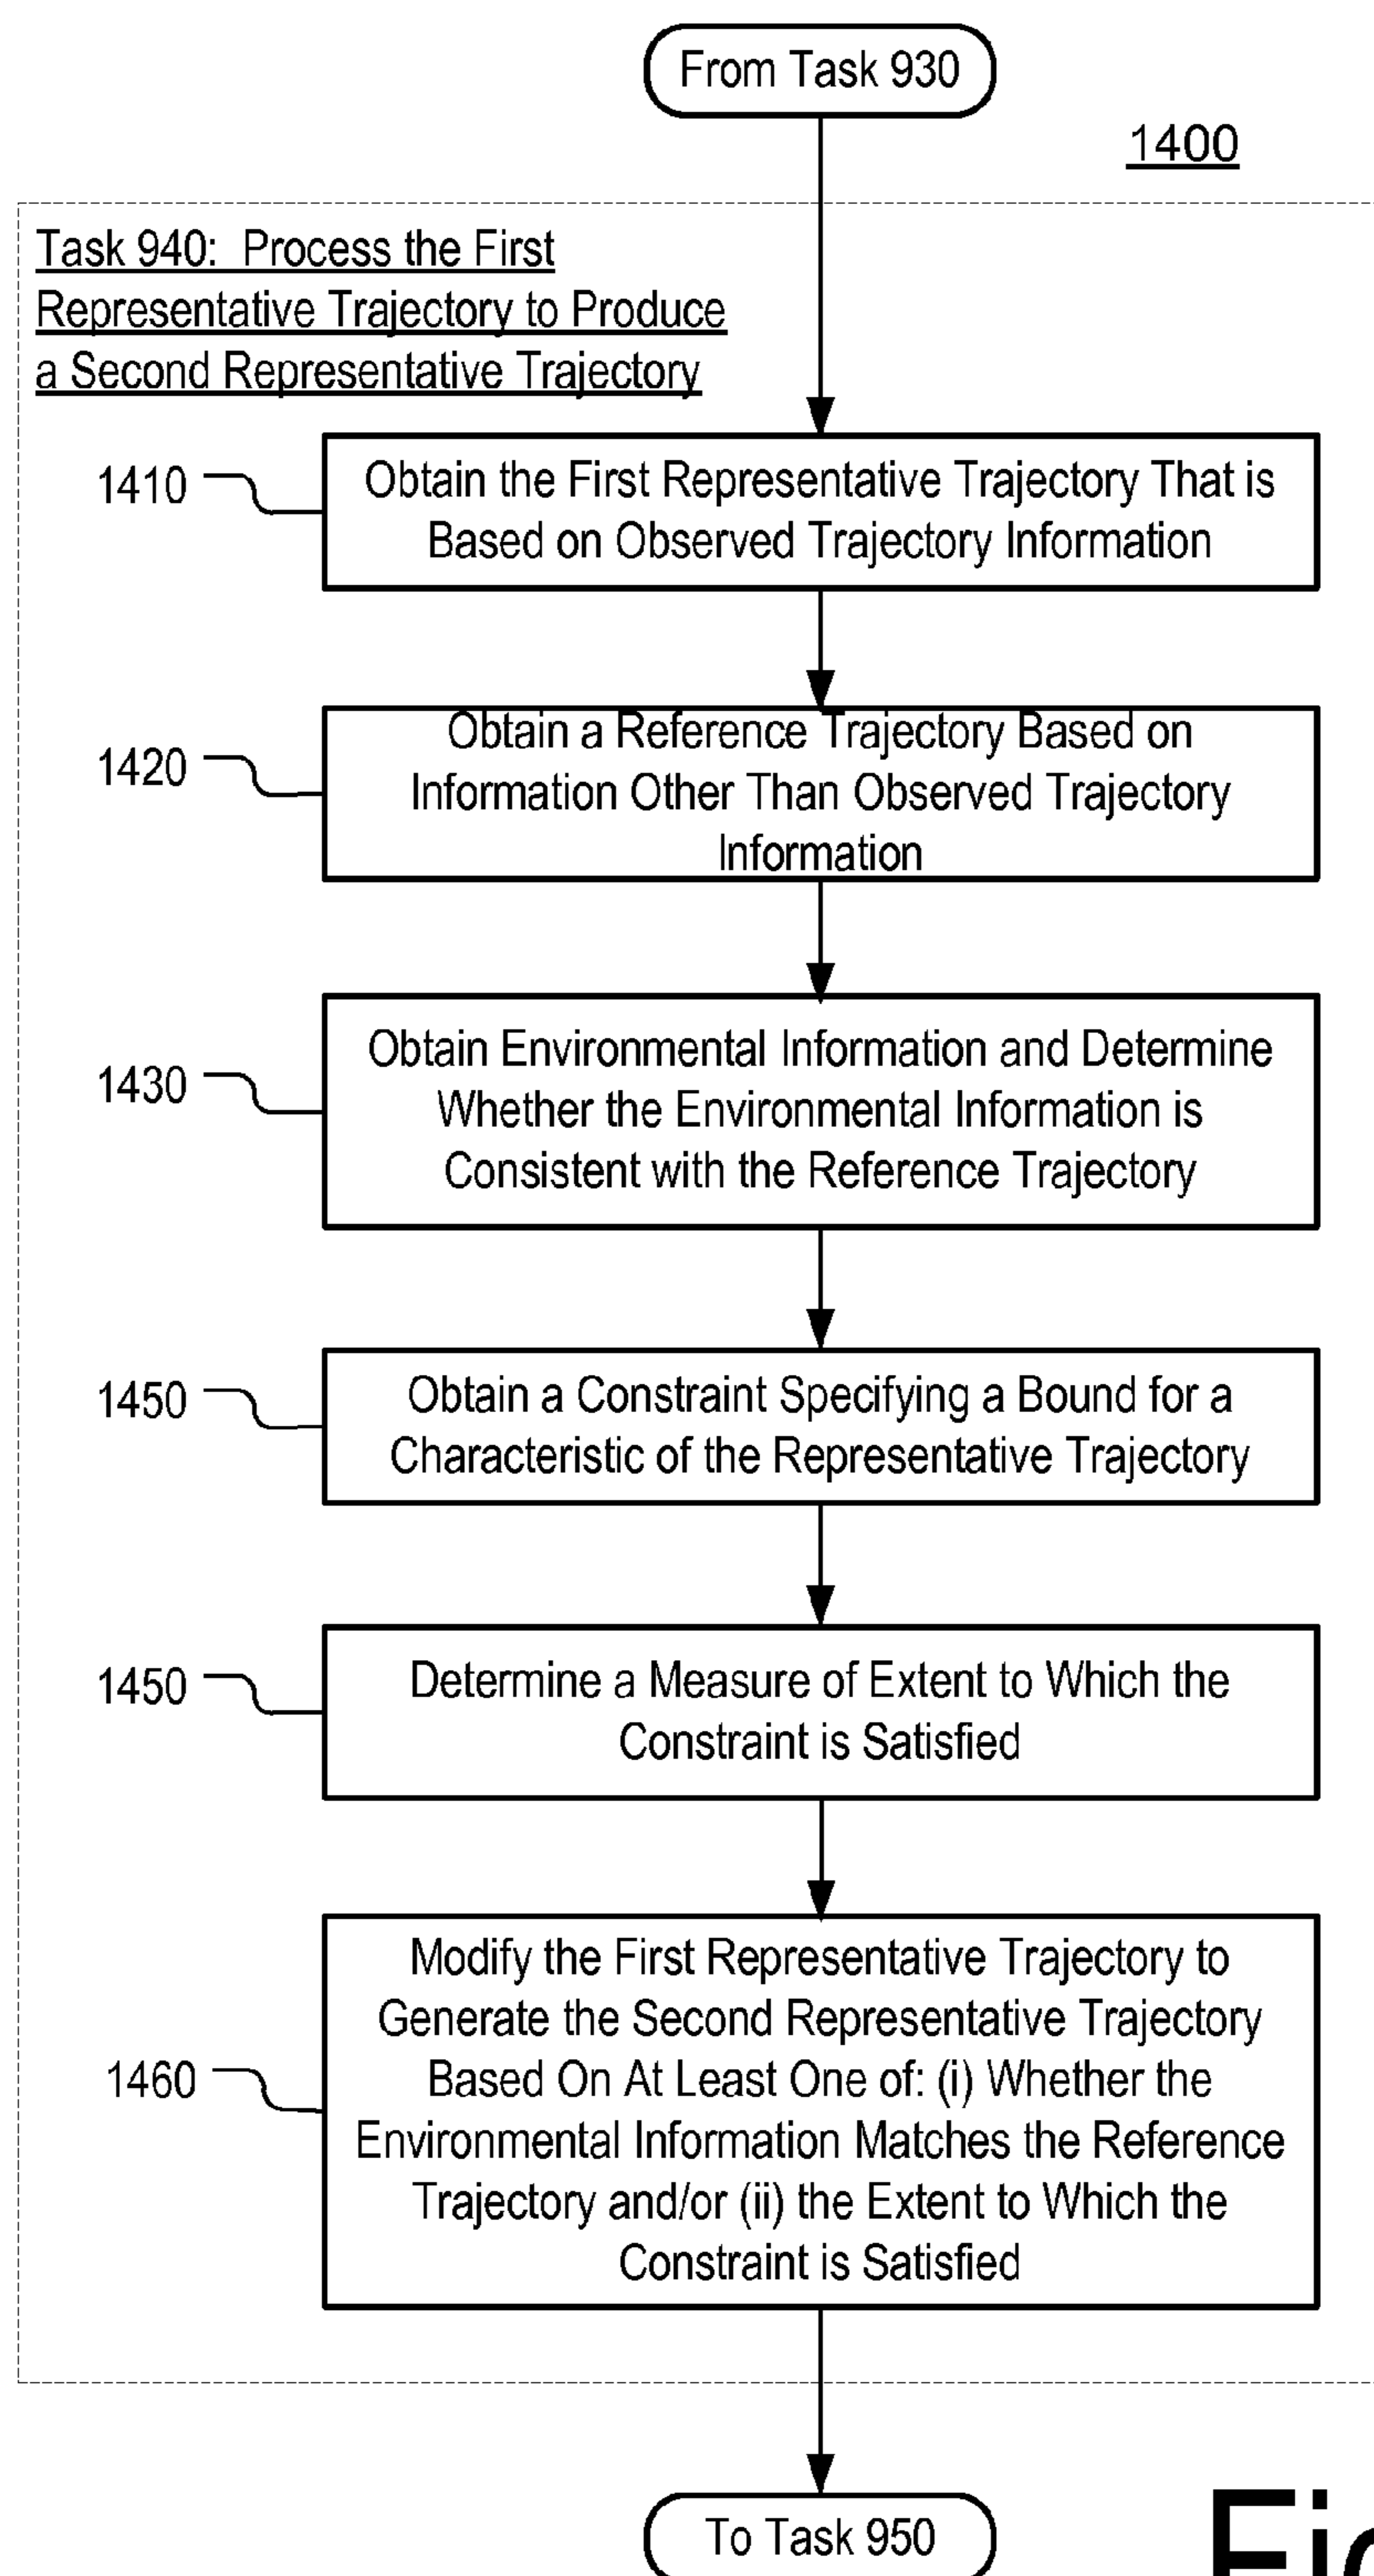 From Task 930
1400
Task 940: Process the First
Representative Trajectory to Produce
a Second Representative Trajectory
1410
Obtain the First Representative Trajectory That is
Based on Observed Trajectory Information
1420
Obtain a Reference Trajectory Based on
Information Other Than Observed Trajectory
Information
1430
Obtain Environmental Information and Determine
Whether the Environmental Information is
Consistent with the Reference Trajectory
1450
Obtain a Constraint Specifying a Bound for a
Characteristic of the Representative Trajectory
1450
Determine a Measure of Extent to Which the
Constraint is Satisfied
1460
Modify the First Representative Trajectory to
Generate the Second Representative Trajectory
Based On At Least One of: (i) Whether the
Environmental Information Matches the Reference
Trajectory and/or (ii) the Extent to Which the
Constraint is Satisfied
To Task 950